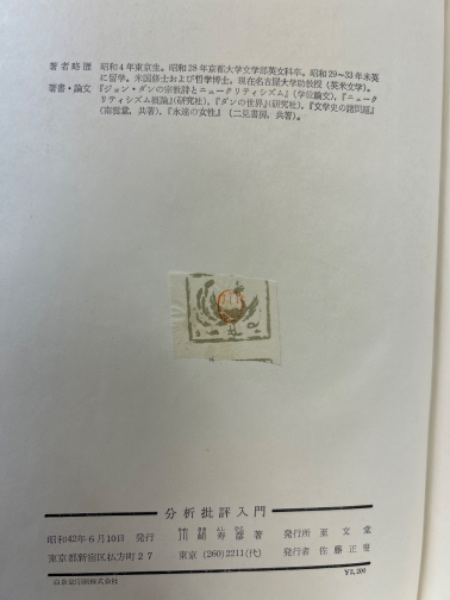 著者略歴 昭和4年東京生。昭和28年京都大学文学部英文科卒。昭和29～33年米英
に留学。米国修士および哲学博士。現在名古屋大学助教授（英米文学）。
著書・論文 『ジョン・ダンの宗教詩とニュークリティシズム』（学位論文），『ニューク
リティシズム概論』（研究社），『ダンの世界』（研究社），『文学史の諸問題』
（南雲堂，共著），『永遠の女性』（二見書房，共著）。
分析批評入門
昭和42年6月10日 発行 川崎寿彦著 発行所 至文堂
東京都新宿区払方町27 東京（260）2211（代） 発行者 佐藤正
印刷株式会社 ¥2,200